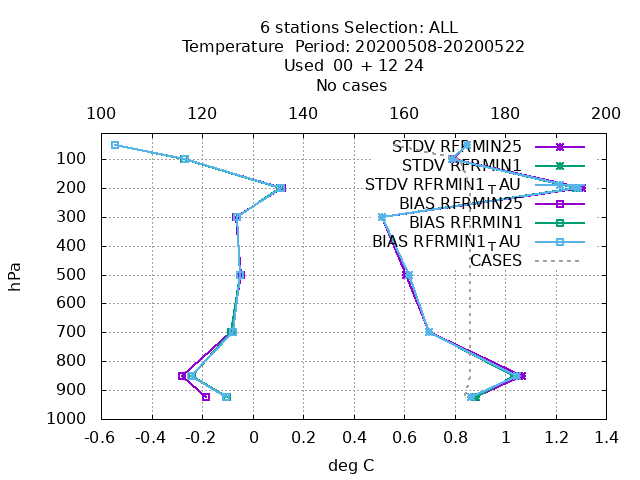 6 stations Selection: ALL
Temperature  Period: 20200508-20200522
Used  00 + 12 24
No cases
100 120 140 160 180 200
STDV RFRMIN25
STDV RFRMIN1
STDV RFRMIN1TAU
BIAS RFRMIN25
BIAS RFRMIN1
BIAS RFRMIN1TAU
CASES
hPa
100
200
300
400
500
600
700
800
900
1000
-0.6 -0.4 -0.2 0 0.2 0.4 0.6 0.8 1 1.2 1.4
deg C